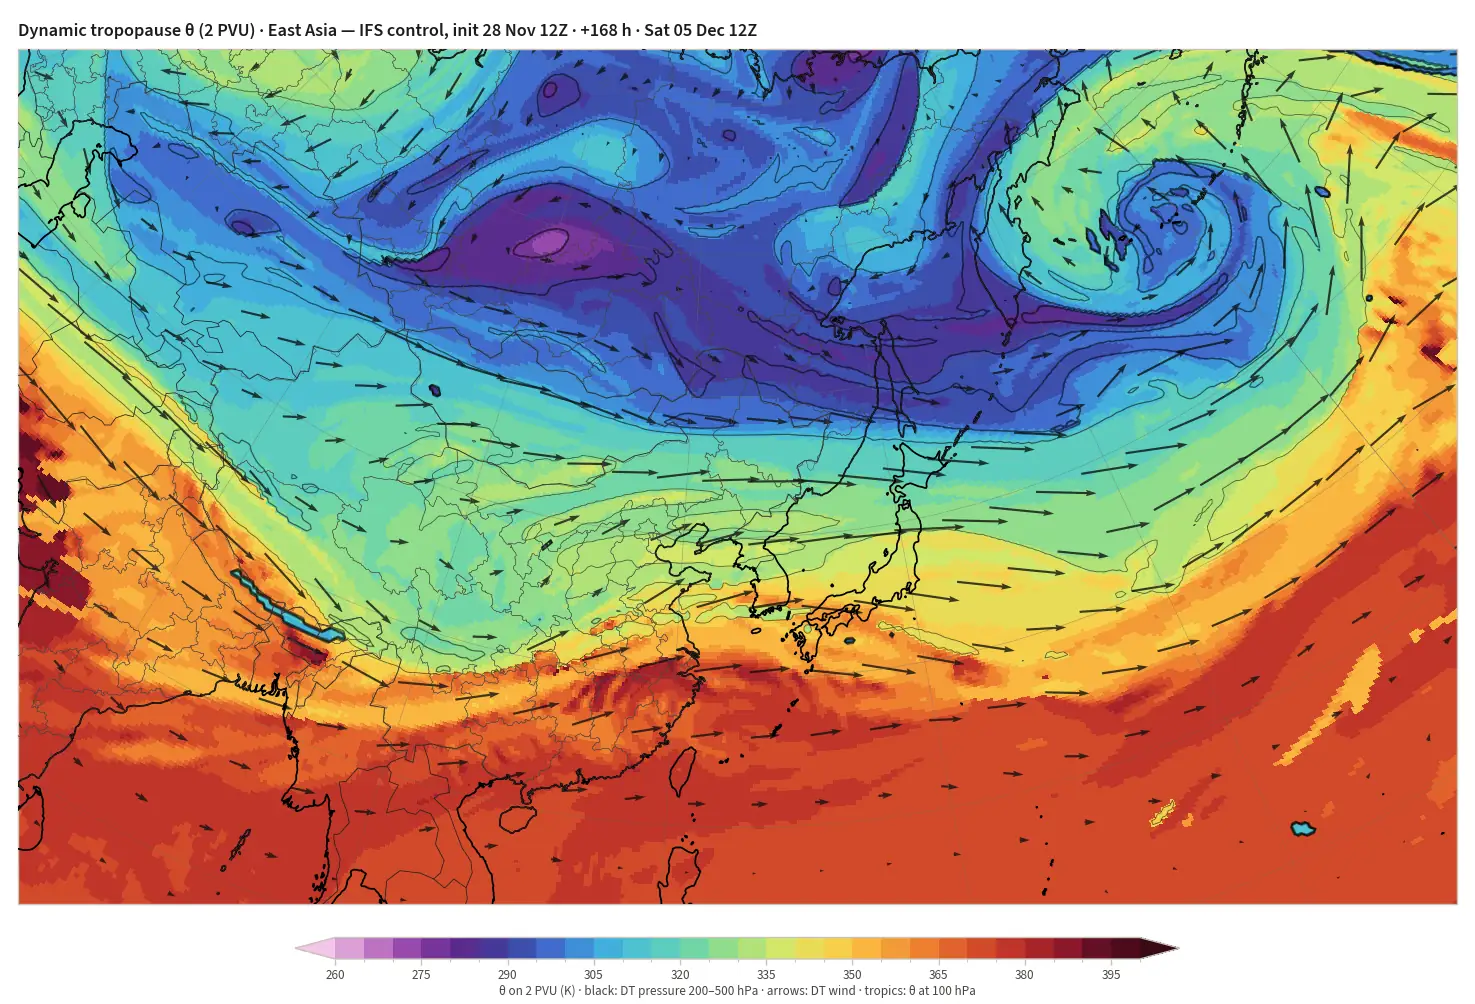 Dynamic tropopause θ (2 PVU) · East Asia — IFS control, init 28 Nov 12Z · +168 h · Sat 05 Dec 12Z
260 275 290 305 320 335 350 365 380 395
θ on 2 PVU (K) · black: DT pressure 200–500 hPa · arrows: DT wind · tropics: θ at 100 hPa